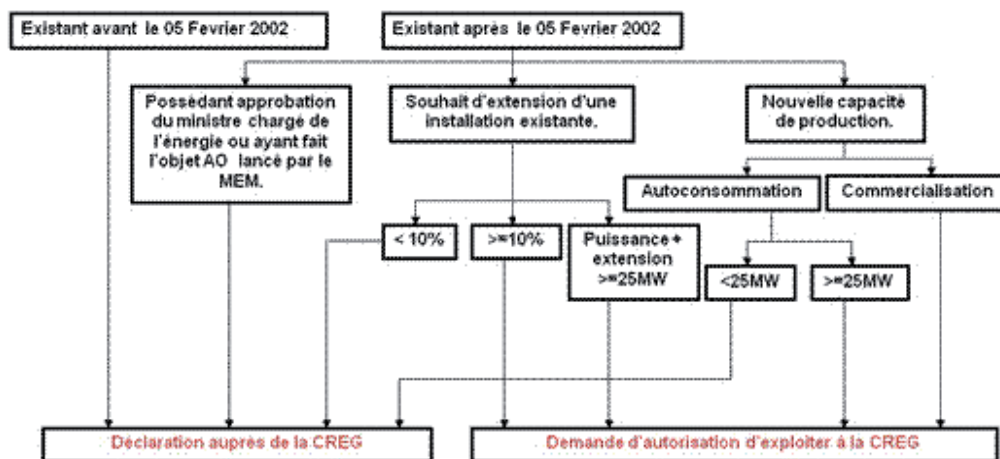 Existant avant le 05 Fevrier 2002
Existant après le 05 Fevrier 2002
Possédant approbation
du ministre chargé de
l'énergie ou ayant fait
l'objet AO lancé par le
MEM.
Souhait d'extension d'une
installation existante.
Nouvelle capacité
de production.
Autoconsommation
Commercialisation
< 10%
>=10%
Puissance +
extension
>=25MW
<25MW
>=25MW
Déclaration auprès de la CREG
Demande d'autorisation d'exploiter à la CREG